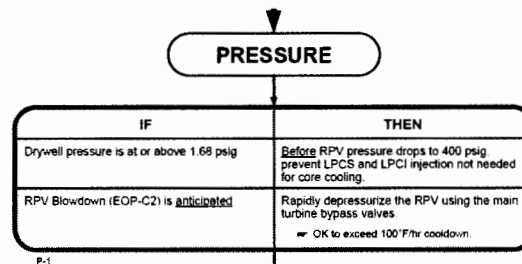 PRESSURE
IF
THEN
Drywell pressure is at or above 1.68 psig
Before RPV pressure drops to 400 psig,
prevent LPCS and LPCI injection not needed
for core cooling.
RPV Blowdown (EOP-C2) is anticipated
Rapidly depressurize the RPV using the main
turbine bypass valves.
☞ OK to exceed 100°F/hr cooldown.
P-1